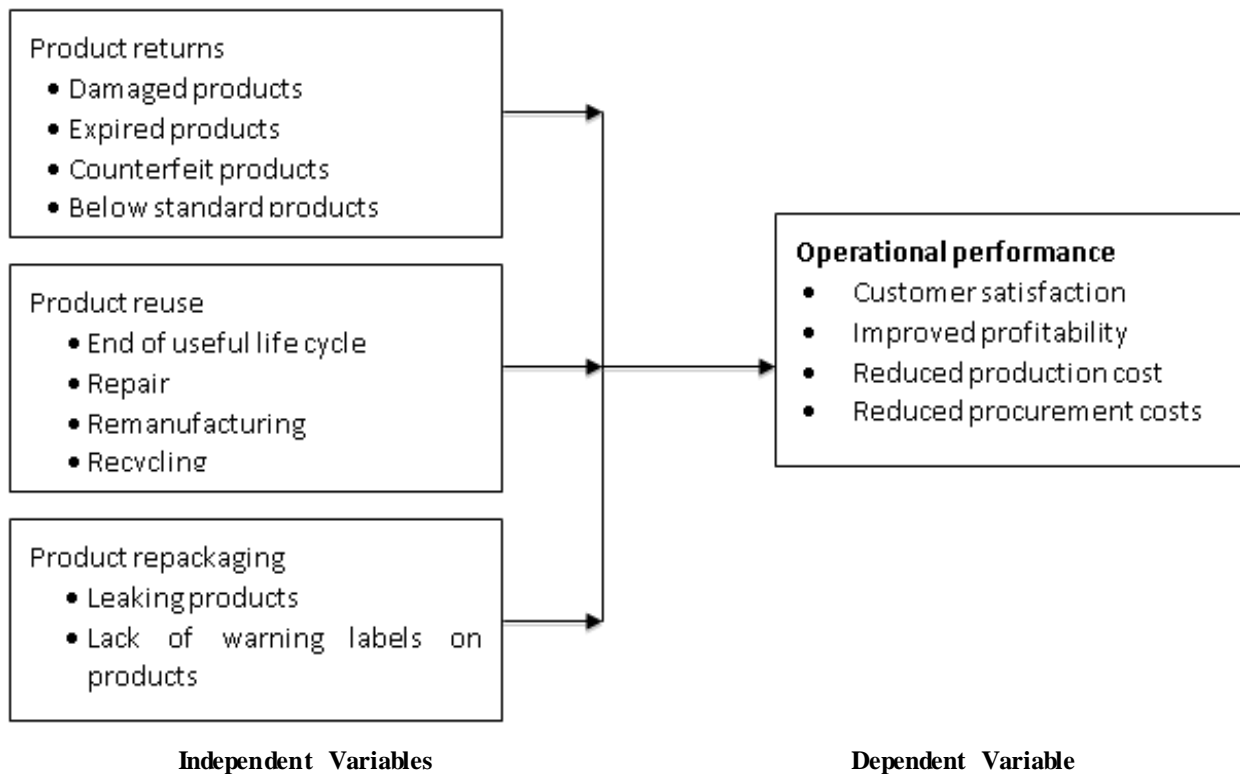 Product returns
• Damaged products
• Expired products
• Counterfeit products
• Below standard products
Product reuse
• End of useful life cycle
• Repair
• Remanufacturing
• Recycling
Product repackaging
• Leaking products
• Lack of warning labels on
products
Operational performance
• Customer satisfaction
• Improved profitability
• Reduced production cost
• Reduced procurement costs
Independent Variables
Dependent Variable